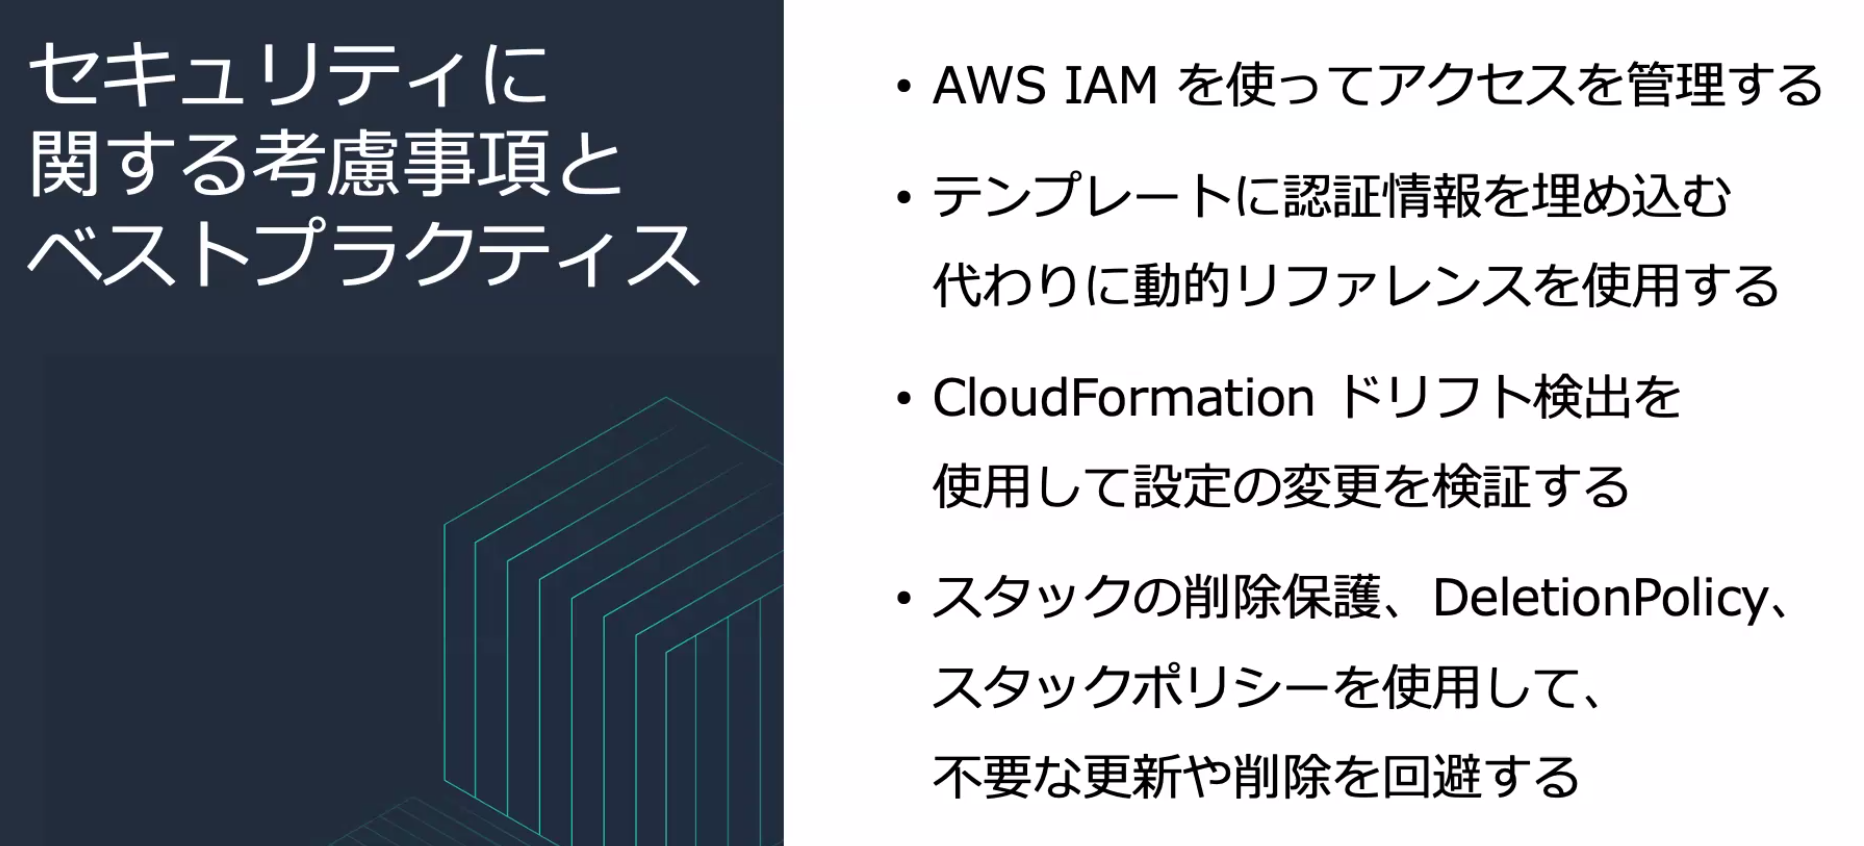 セキュリティに
関する考慮事項と
ベストプラクティス
• AWS IAM を使ってアクセスを管理する
• テンプレートに認証情報を埋め込む
代わりに動的リファレンスを使用する
• CloudFormation ドリフト検出を
使用して設定の変更を検証する
• スタックの削除保護、DeletionPolicy、
スタックポリシーを使用して、
不要な更新や削除を回避する